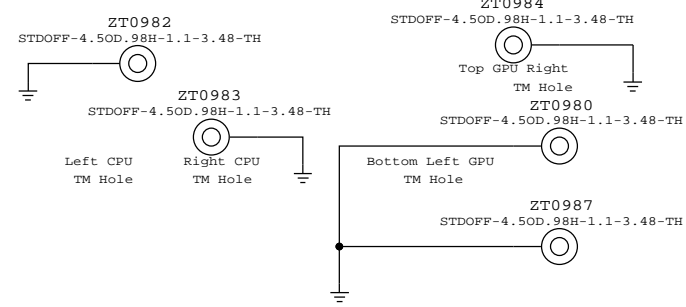 ZT0982
STDOFF-4.5OD.98H-1.1-3.48-TH
ZT0984
STDOFF-4.5OD.98H-1.1-3.48-TH
Top GPU Right
TM Hole
ZT0983
STDOFF-4.5OD.98H-1.1-3.48-TH
Left CPU
TM Hole
Right CPU
TM Hole
ZT0980
STDOFF-4.5OD.98H-1.1-3.48-TH
Bottom Left GPU
TM Hole
ZT0987
STDOFF-4.5OD.98H-1.1-3.48-TH